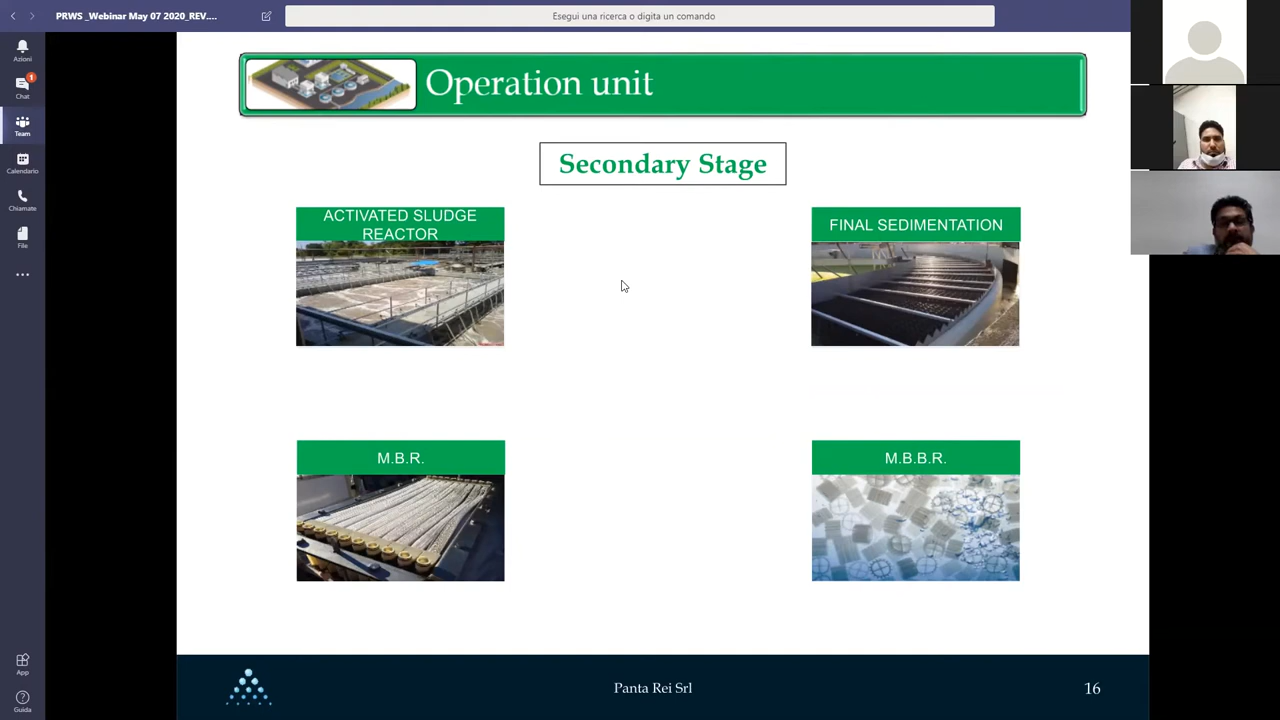 PRWS _Webinar May 07 2020_REV....
Esegui una ricerca o digita un comando
Azioni
1
Chat
Team
Calendario
Chiamate
File
App
Guida
Operation unit
Secondary Stage
ACTIVATED SLUDGE
REACTOR
FINAL SEDIMENTATION
M.B.R.
M.B.B.R.
Panta Rei Srl
16